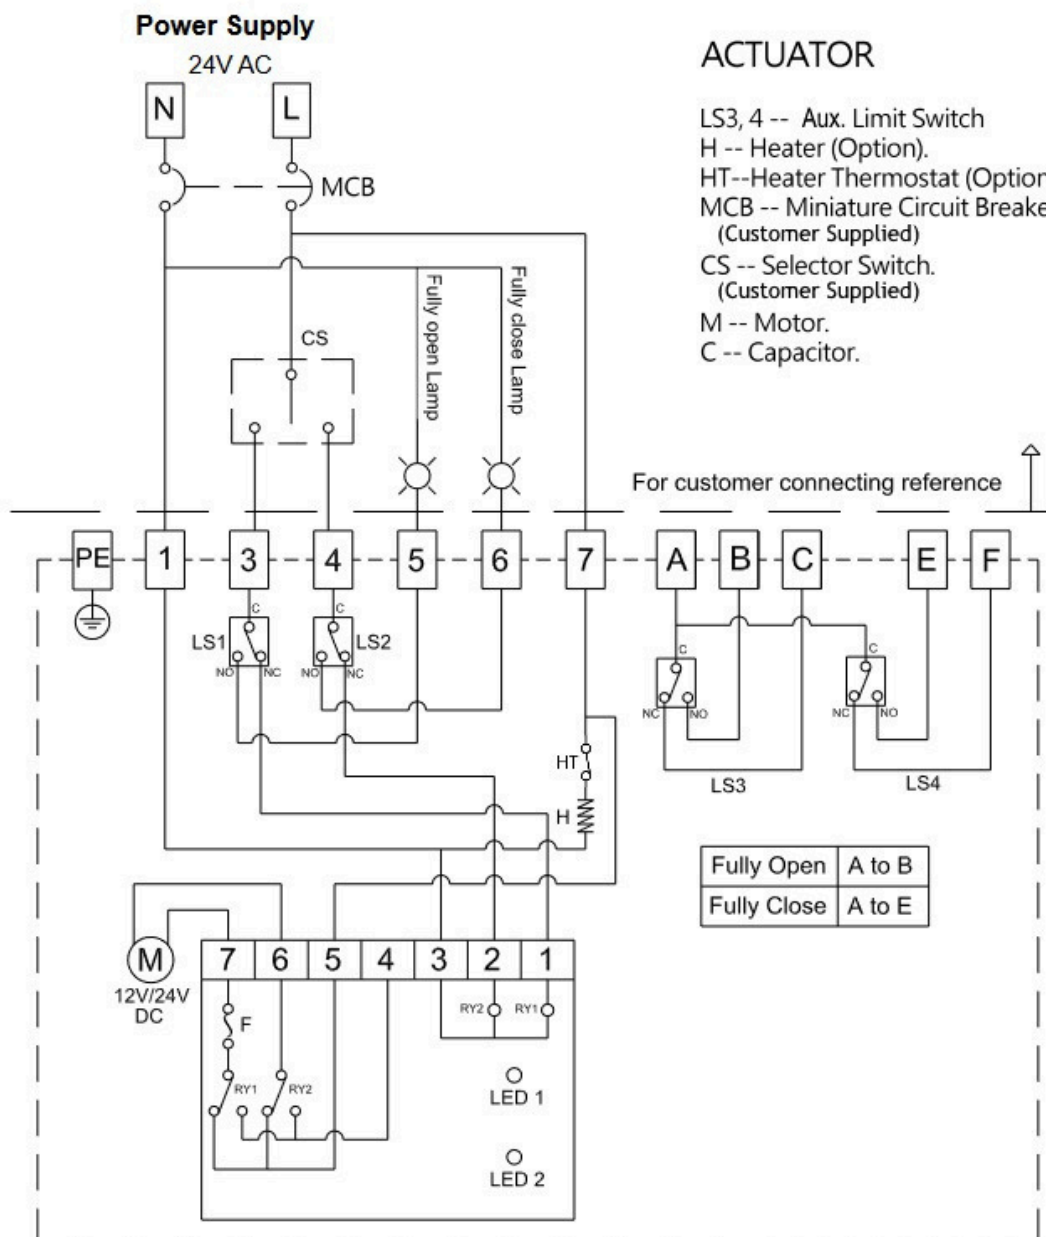 Power Supply
24V AC
N L
MCB
ACTUATOR
LS3, 4 -- Aux. Limit Switch
H -- Heater (Option).
HT--Heater Thermostat (Option
MCB -- Miniature Circuit Breake
(Customer Supplied)
CS -- Selector Switch.
(Customer Supplied)
M -- Motor.
C -- Capacitor.
Fully open Lamp
Fully close Lamp
CS
For customer connecting reference
PE 1 3 4 5 6 7 A B C E F
C C
LS1 LS2
NO NC NO NC
C C
NC NO NC NO
LS3 LS4
HT
H
Fully Open A to B
Fully Close A to E
M
12V/24V
DC
7 6 5 4 3 2 1
RY2 RY1
F
RY1 RY2
LED 1
LED 2